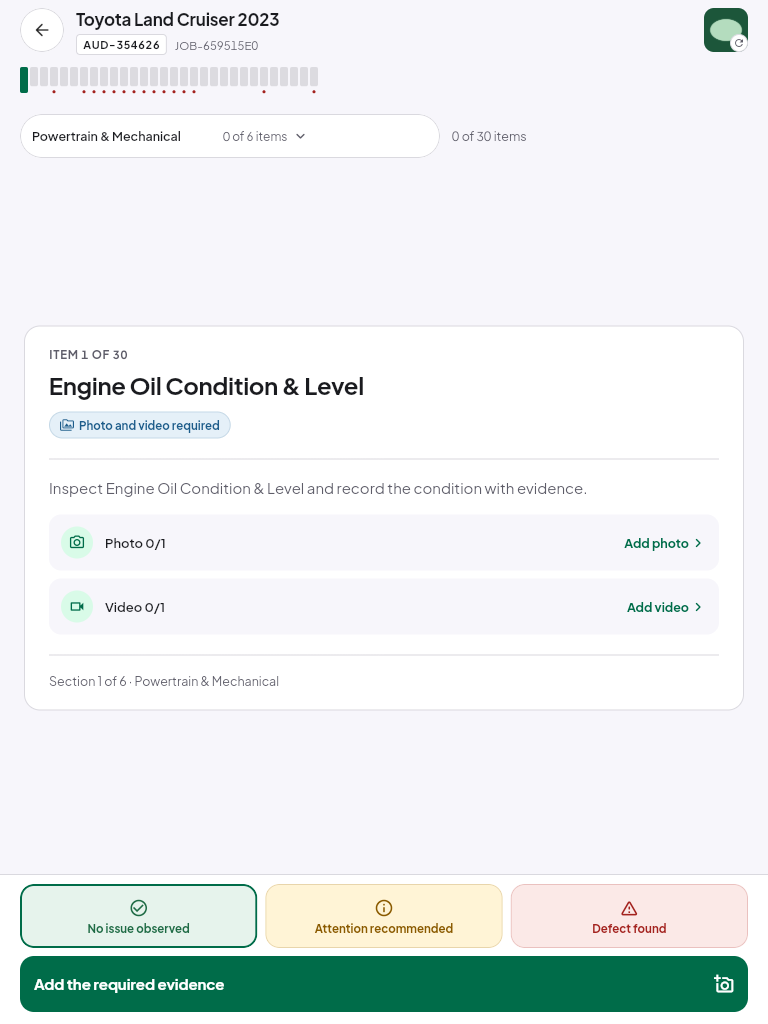 Toyota Land Cruiser 2023
AUD-354626 JOB-659515E0
Powertrain & Mechanical 0 of 6 items 0 of 30 items
ITEM 1 OF 30
Engine Oil Condition & Level
Photo and video required
Inspect Engine Oil Condition & Level and record the condition with evidence.
Photo 0/1 Add photo
Video 0/1 Add video
Section 1 of 6 · Powertrain & Mechanical
No issue observed Attention recommended Defect found
Add the required evidence